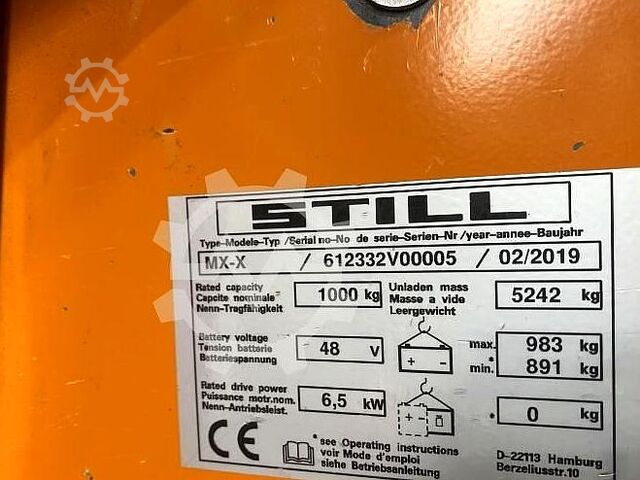 STILL
Type-Modele-Typ /Serial no-No de serie-Serien-Nr /year-annee-Baujahr
MX-X / 612332V00005 / 02/2019
Rated capacity
Capcite nominale
Nenn-Tragfähigkeit
1000 kg
Unladen mass
Masse a vide
Leergewicht
5242 kg
Battery voltage
Tension batterie
Batteriespannung
48 V
+ -
max. 983 kg
*
min. 891 kg
Rated drive power
Puissance motr.nom.
Nenn-Antriebsleist.
6,5 kW
+ -
* 0 kg
CE
*see Operating instructions
voir Mode d'emploi
siehe Betriebsanleitung
D-22113 Hamburg
Berzeliusstr.10